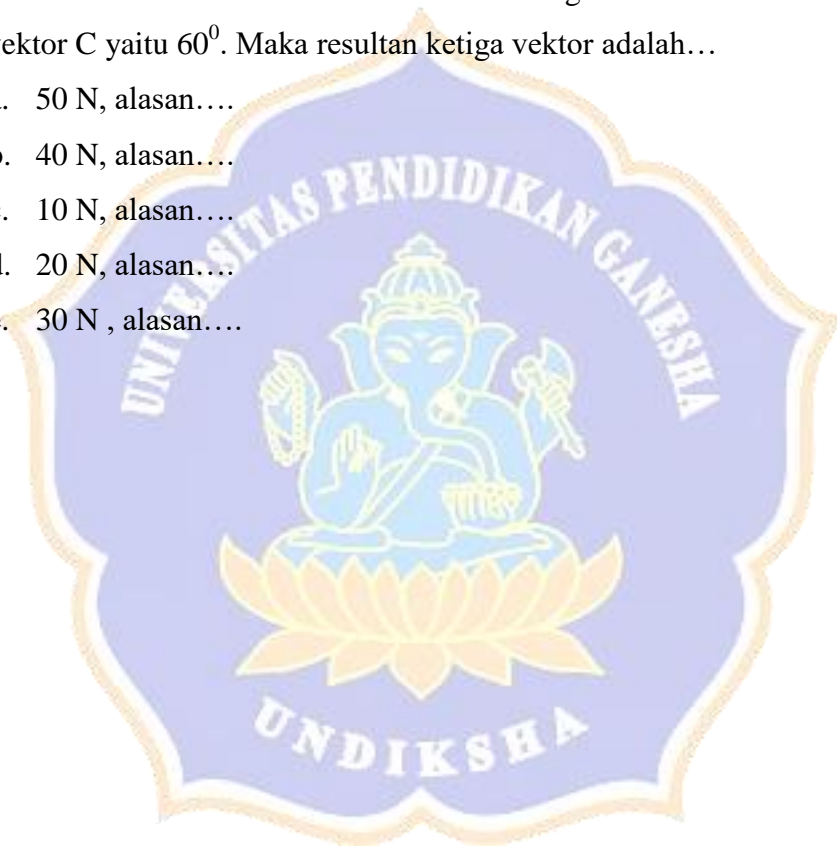 vektor C yaitu 60⁰. Maka resultan ketiga vektor adalah…
50 N, alasan….
40 N, alasan….
10 N, alasan….
20 N, alasan….
30 N , alasan….
UNIVERSITAS PENDIDIKAN GANESHA
UNDIKSHA